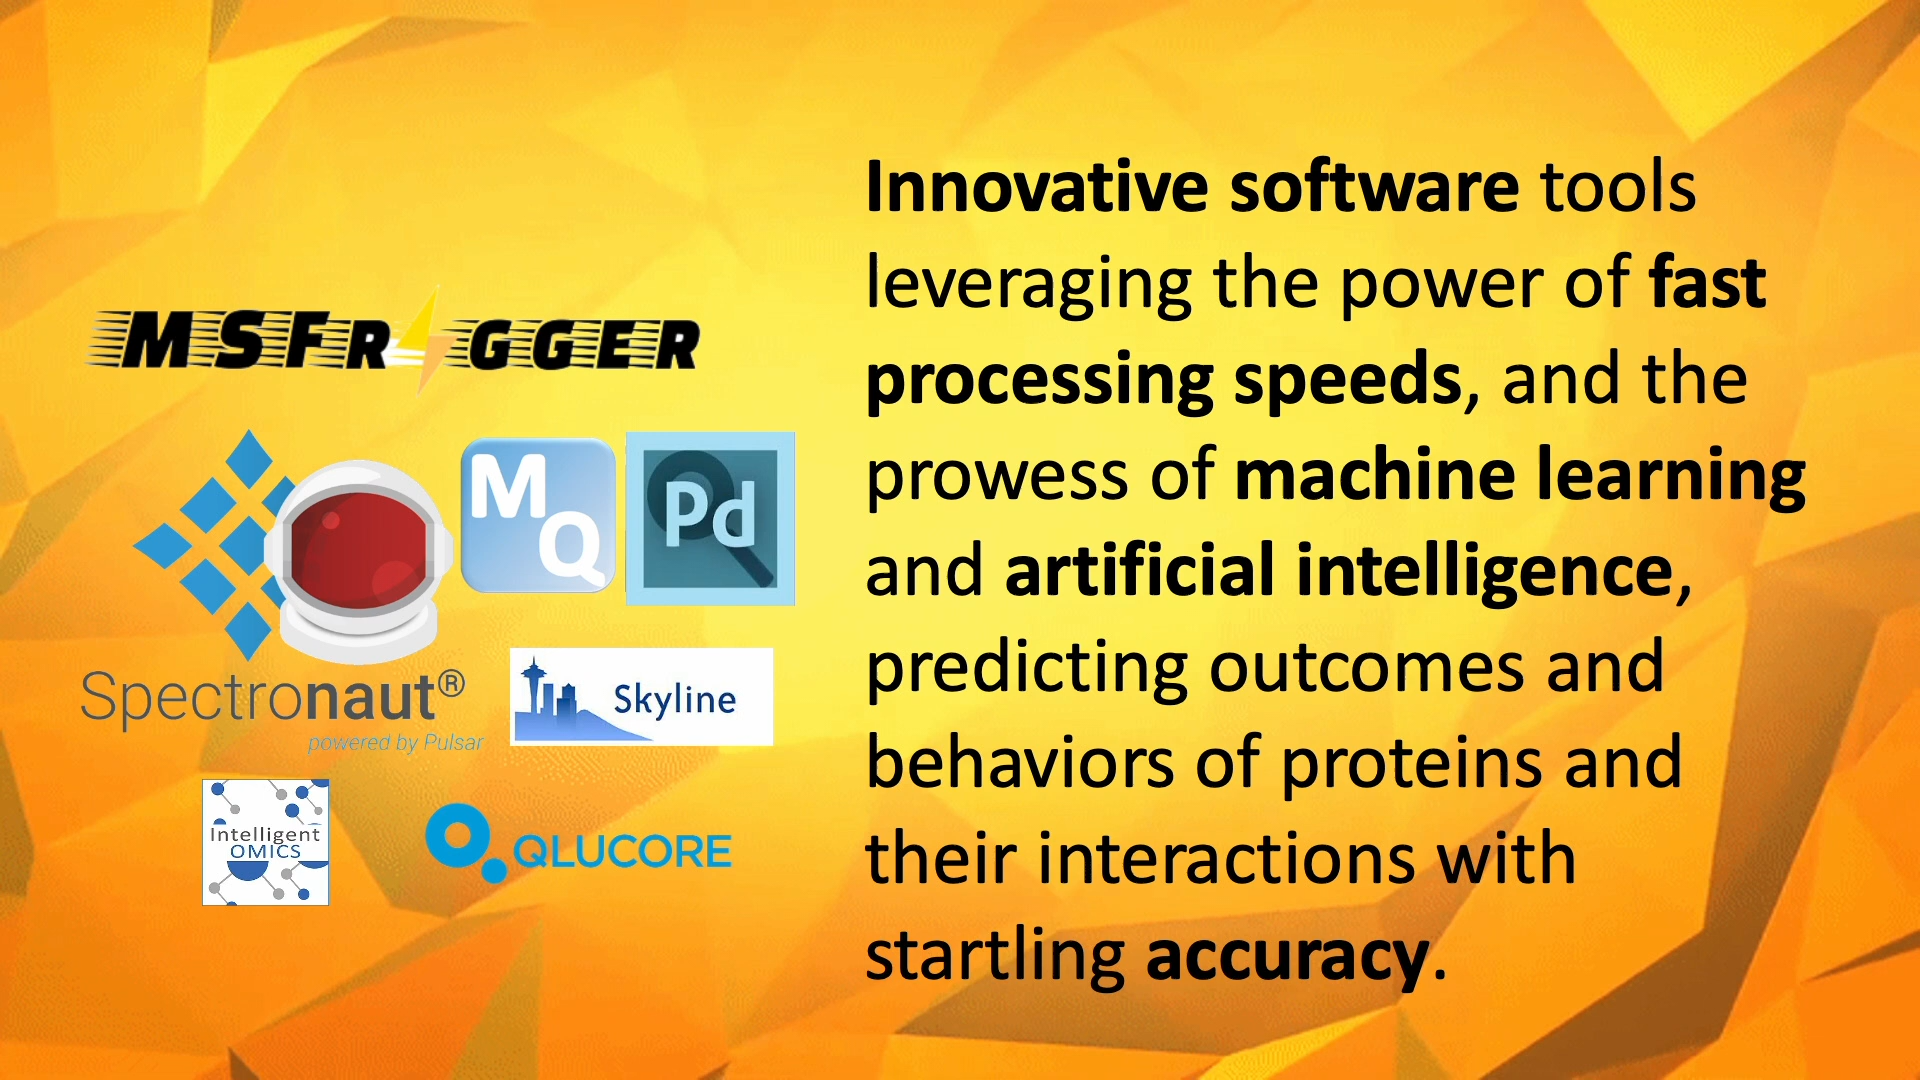 MSFRAGGER
MQ
Pd
Spectronaut®
powered by Pulsar
Skyline
Intelligent
OMICS
QLUCORE
Innovative software tools
leveraging the power of fast
processing speeds, and the
prowess of machine learning
and artificial intelligence,
predicting outcomes and
behaviors of proteins and
their interactions with
startling accuracy.